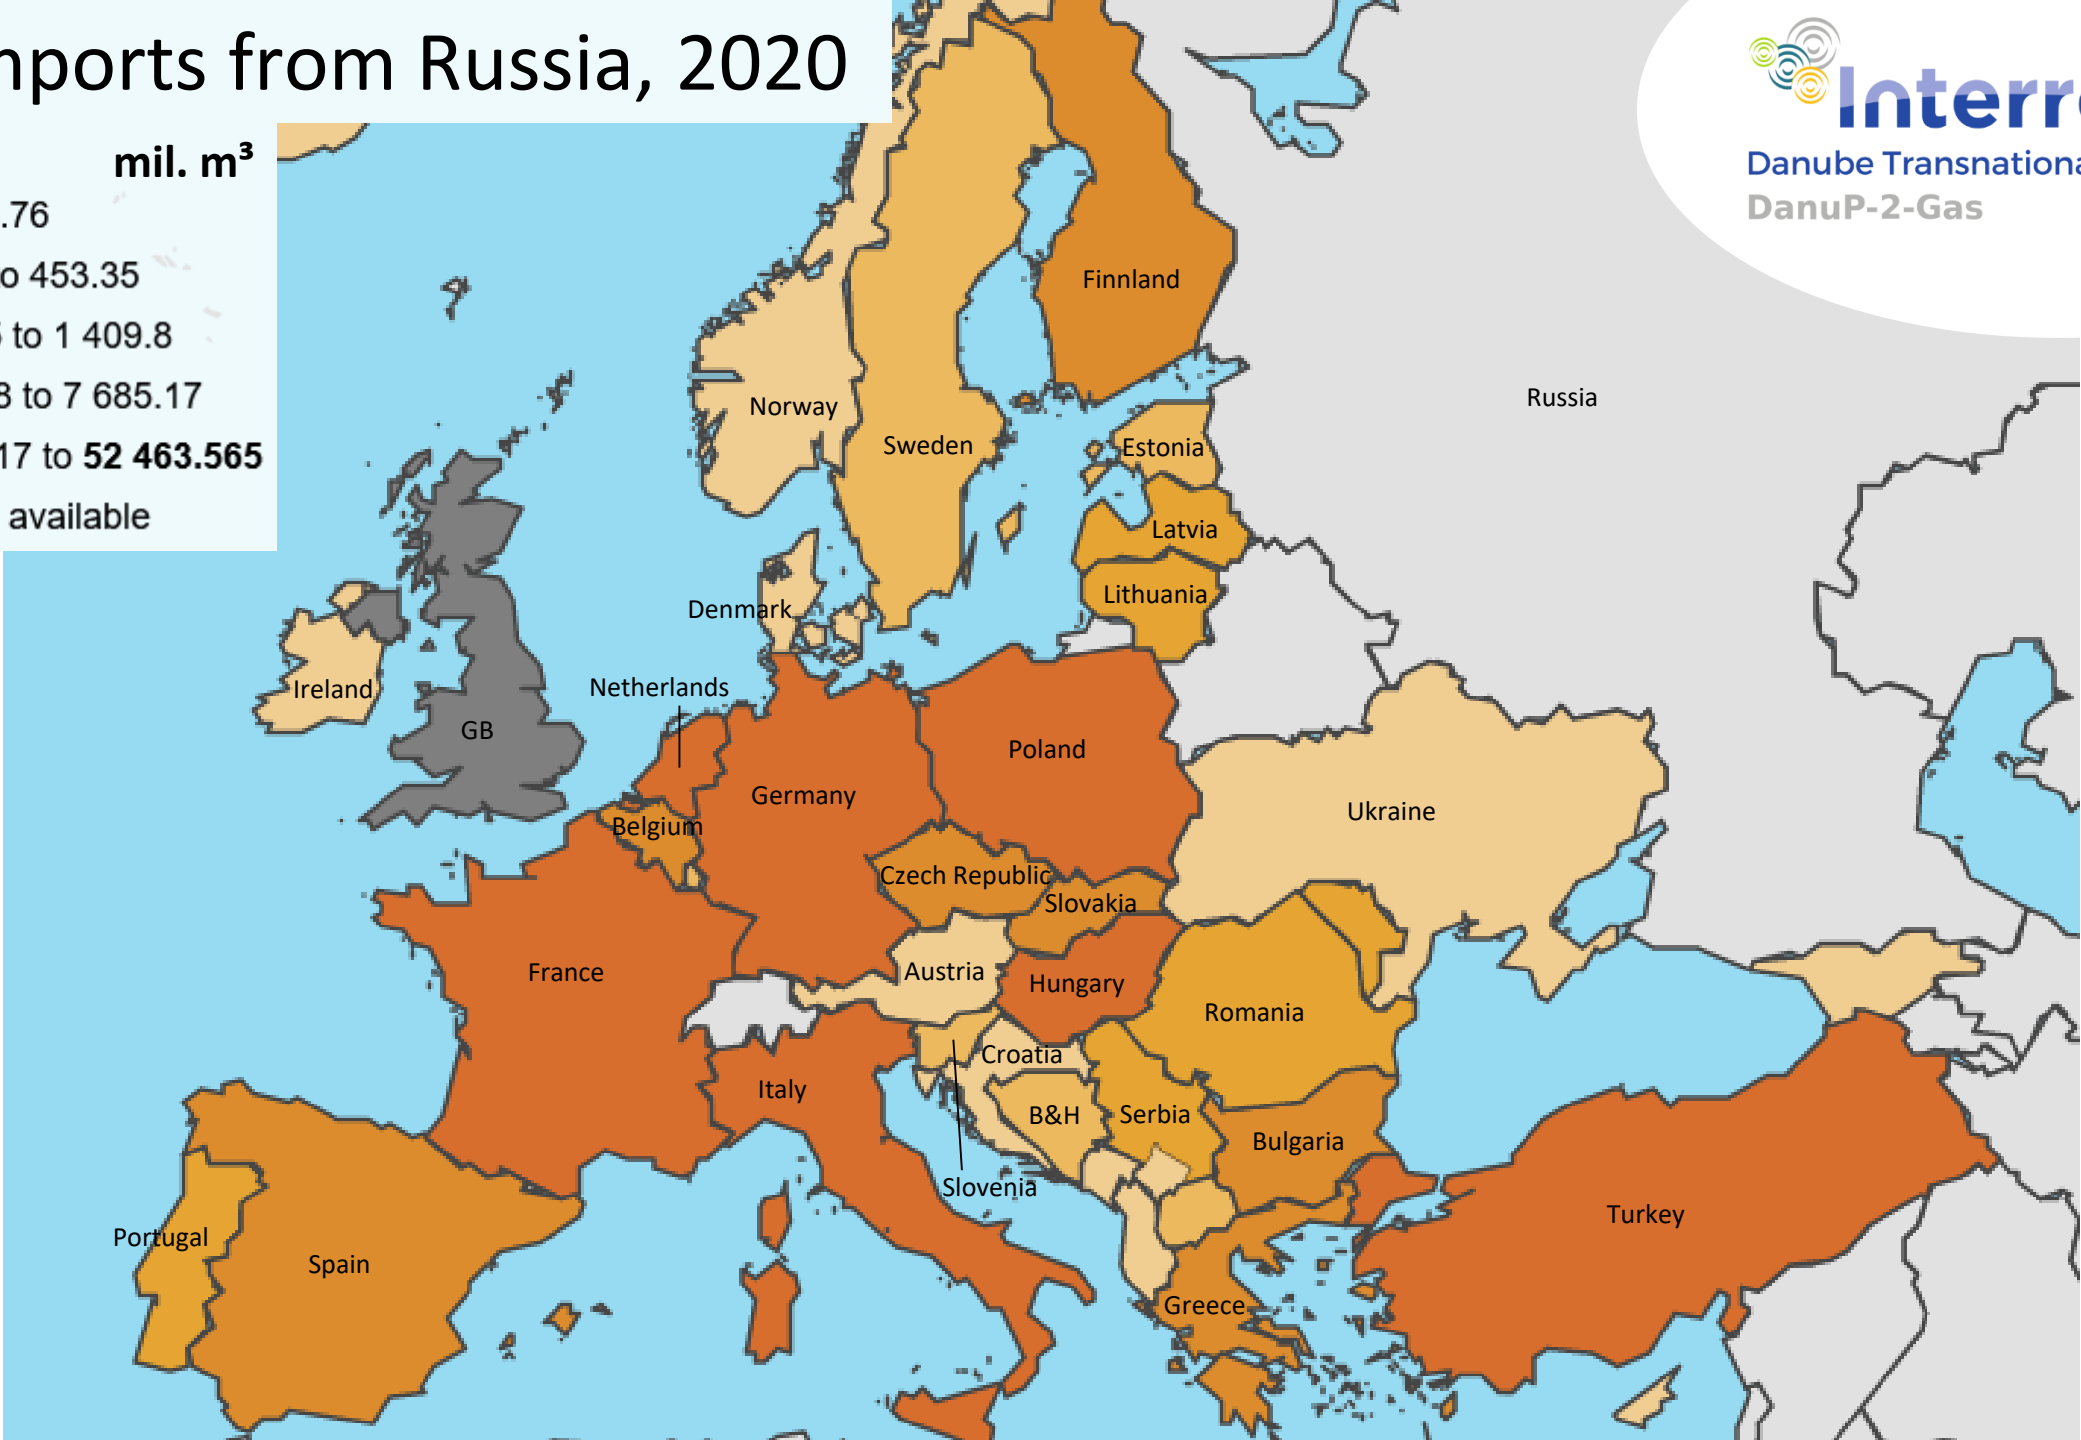 mports from Russia, 2020
mil. m³
.76
o 453.35
to 1 409.8
8 to 7 685.17
17 to 52 463.565
available
Interr
Danube Transnationa
DanuP-2-Gas
Finnland
Russia
Norway
Sweden
Estonia
Latvia
Lithuania
Denmark
Netherlands
Ireland
GB
Poland
Germany
Ukraine
Belgium
Czech Republic
Slovakia
France
Austria
Hungary
Romania
Croatia
Italy
B&H
Serbia
Bulgaria
Slovenia
Turkey
Portugal
Spain
Greece